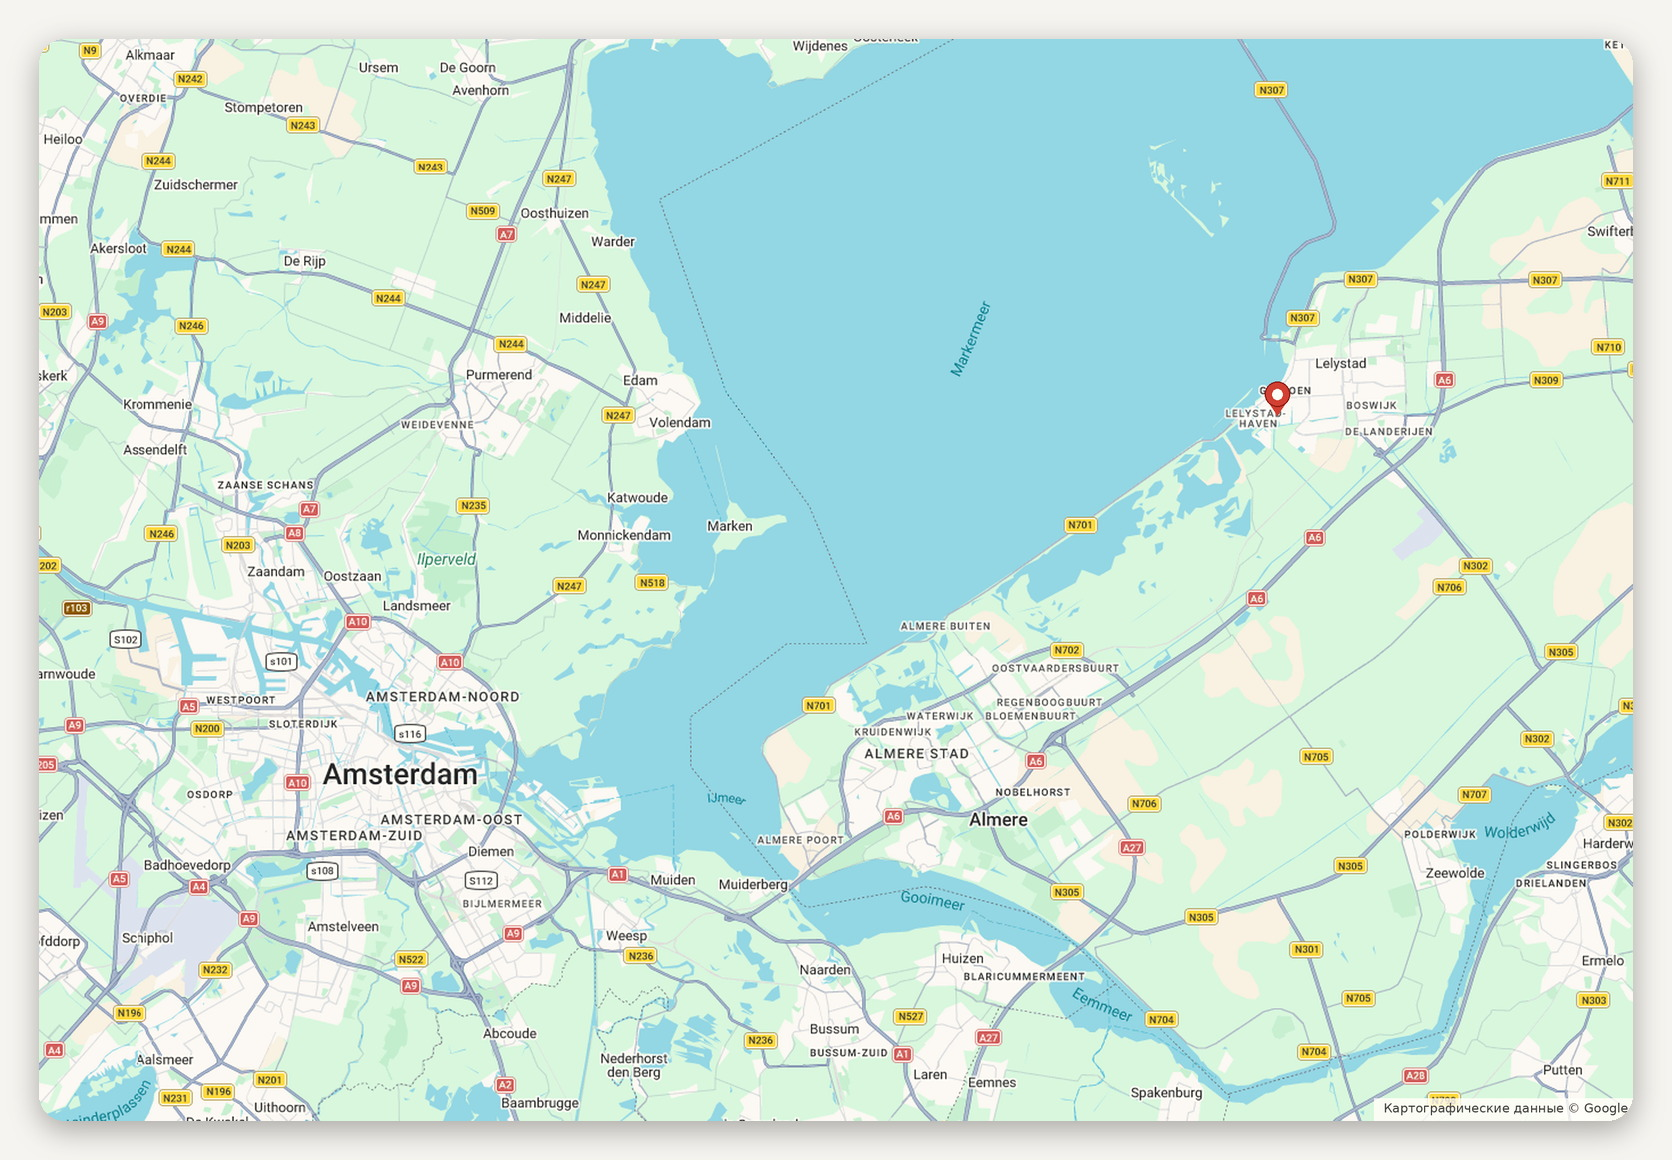 Wijdenes
N9
Alkmaar
Ursem
De Goorn
N242
Avenhorn
N307
OVERDIE
Stompetoren
N243
Heiloo
N244
N243
N247
N711
Zuidschermer
N509
Oosthuizen
A7
Akersloot
N244
Warder
De Rijp
N247
N307
N307
N244
N203
A9
N246
Middelie
N307
Markermeer
N244
N710
Purmerend
Lelystad
Edam
A6
N309
Krommenie
N247
BOSWIJK
LELYSTAD-
HAVEN
WEIDEVENNE
Volendam
DE LANDERIJEN
Assendelft
ZAANSE SCHANS
Katwoude
A7
N235
Marken
N701
N246
A8
Monnickendam
A6
N203
Ilperveld
202
Zaandam
Oostzaan
N247
N518
N302
N706
A6
r103
Landsmeer
A10
ALMERE BUITEN
S102
N702
N305
s101
A10
OOSTVAARDERSBUURT
AMSTERDAM-NOORD
WESTPOORT
A5
N701
REGENBOOGBUURT
WATERWIJK
BLOEMENBUURT
A9
N200
SLOTERDIJK
s116
KRUIDENWIJK
N302
ALMERE STAD
A6
N705
205
Amsterdam
A10
OSDORP
NOBELHORST
N707
IJmeer
N706
A6
AMSTERDAM-OOST
Almere
N302
AMSTERDAM-ZUID
ALMERE POORT
POLDERWIJK
Wolderwijd
Diemen
A27
Badhoevedorp
N305
SLINGERBOS
s108
A1
Muiden
Muiderberg
Zeewolde
A5
A4
S112
DRIELANDEN
BIJLMERMEER
Gooimeer
N305
A9
N305
Amstelveen
A9
Schiphol
Weesp
N301
N522
N236
Huizen
Ermelo
N232
Naarden
BLARICUMMERMEENT
A9
N705
N303
Eemmeer
N196
N527
N704
Abcoude
Bussum
A27
N236
A4
BUSSUM-ZUID
A1
N704
Aalsmeer
Nederhorst
den Berg
Laren
Eemnes
A28
Putten
N201
A2
N196
Spakenburg
N231
Uithoorn
Baambrugge
Картографические данные © Google